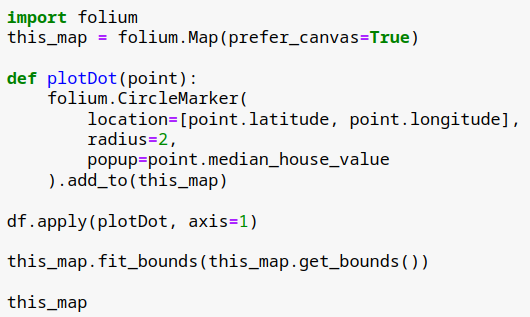 import folium
this_map = folium.Map(prefer_canvas=True)

def plotDot(point):
    folium.CircleMarker(
        location=[point.latitude, point.longitude],
        radius=2,
        popup=point.median_house_value
    ).add_to(this_map)

df.apply(plotDot, axis=1)

this_map.fit_bounds(this_map.get_bounds())

this_map